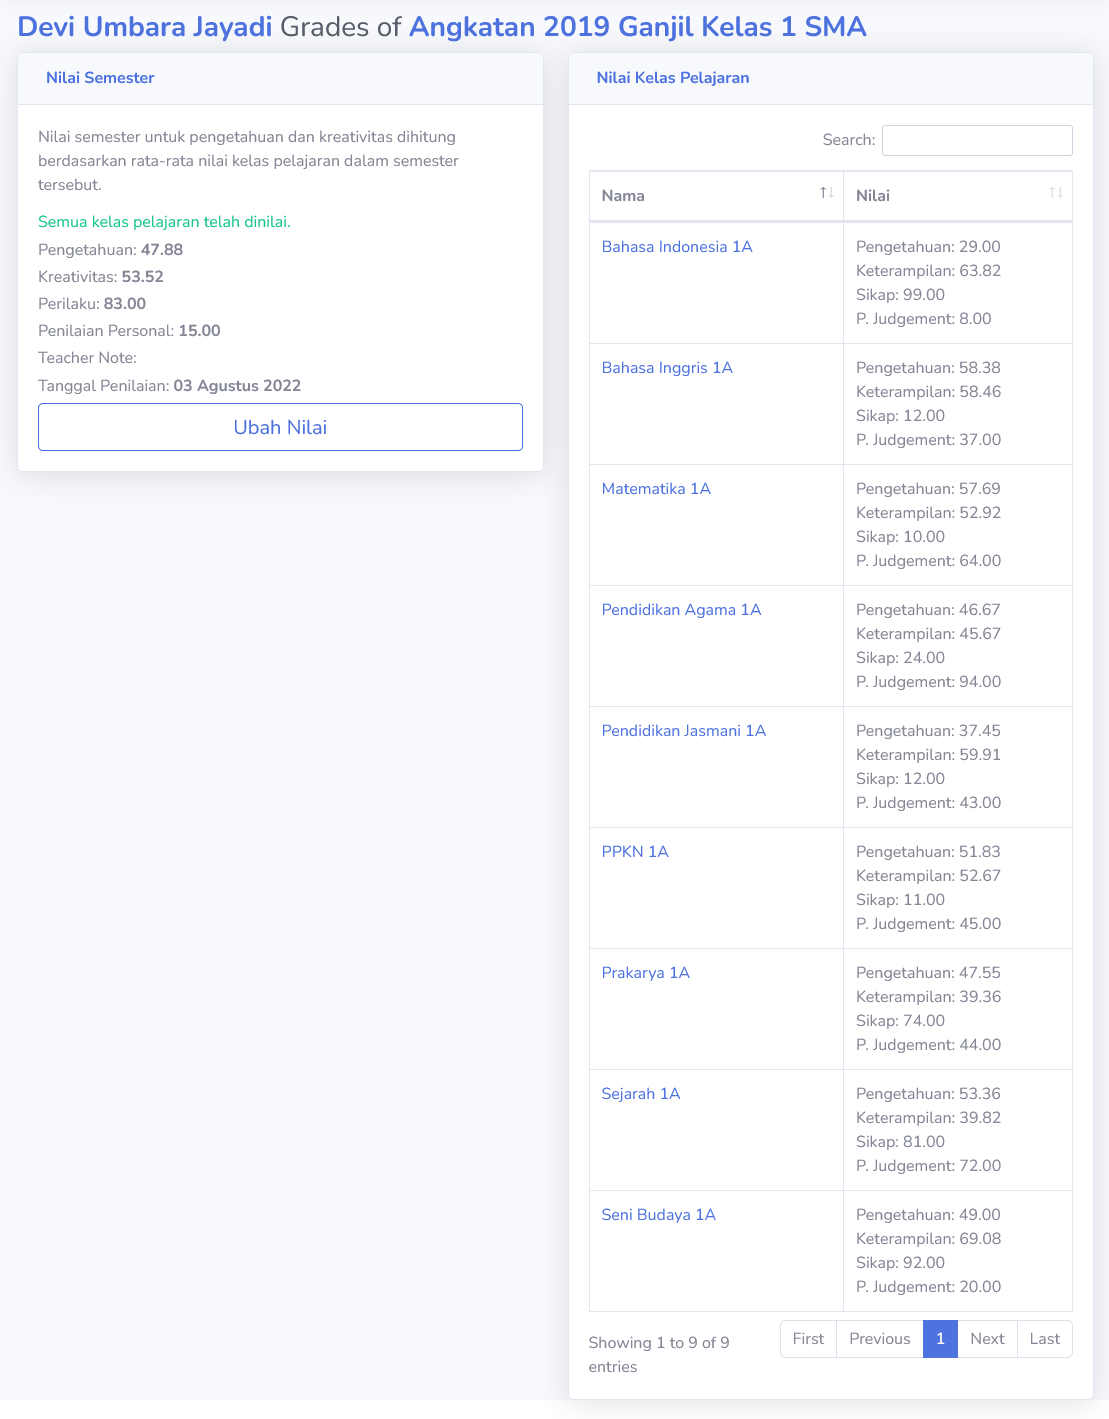 Devi Umbara Jayadi Grades of Angkatan 2019 Ganjil Kelas 1 SMA
Nilai Semester
Nilai semester untuk pengetahuan dan kreativitas dihitung
berdasarkan rata-rata nilai kelas pelajaran dalam semester
tersebut.
Semua kelas pelajaran telah dinilai.
Pengetahuan: 47.88
Kreativitas: 53.52
Perilaku: 83.00
Penilaian Personal: 15.00
Teacher Note:
Tanggal Penilaian: 03 Agustus 2022
Ubah Nilai
Nilai Kelas Pelajaran
Search:
Nama Nilai
Bahasa Indonesia 1A Pengetahuan: 29.00
Keterampilan: 63.82
Sikap: 99.00
P. Judgement: 8.00
Bahasa Inggris 1A Pengetahuan: 58.38
Keterampilan: 58.46
Sikap: 12.00
P. Judgement: 37.00
Matematika 1A Pengetahuan: 57.69
Keterampilan: 52.92
Sikap: 10.00
P. Judgement: 64.00
Pendidikan Agama 1A Pengetahuan: 46.67
Keterampilan: 45.67
Sikap: 24.00
P. Judgement: 94.00
Pendidikan Jasmani 1A Pengetahuan: 37.45
Keterampilan: 59.91
Sikap: 12.00
P. Judgement: 43.00
PPKN 1A Pengetahuan: 51.83
Keterampilan: 52.67
Sikap: 11.00
P. Judgement: 45.00
Prakarya 1A Pengetahuan: 47.55
Keterampilan: 39.36
Sikap: 74.00
P. Judgement: 44.00
Sejarah 1A Pengetahuan: 53.36
Keterampilan: 39.82
Sikap: 81.00
P. Judgement: 72.00
Seni Budaya 1A Pengetahuan: 49.00
Keterampilan: 69.08
Sikap: 92.00
P. Judgement: 20.00
Showing 1 to 9 of 9
entries
First Previous 1 Next Last